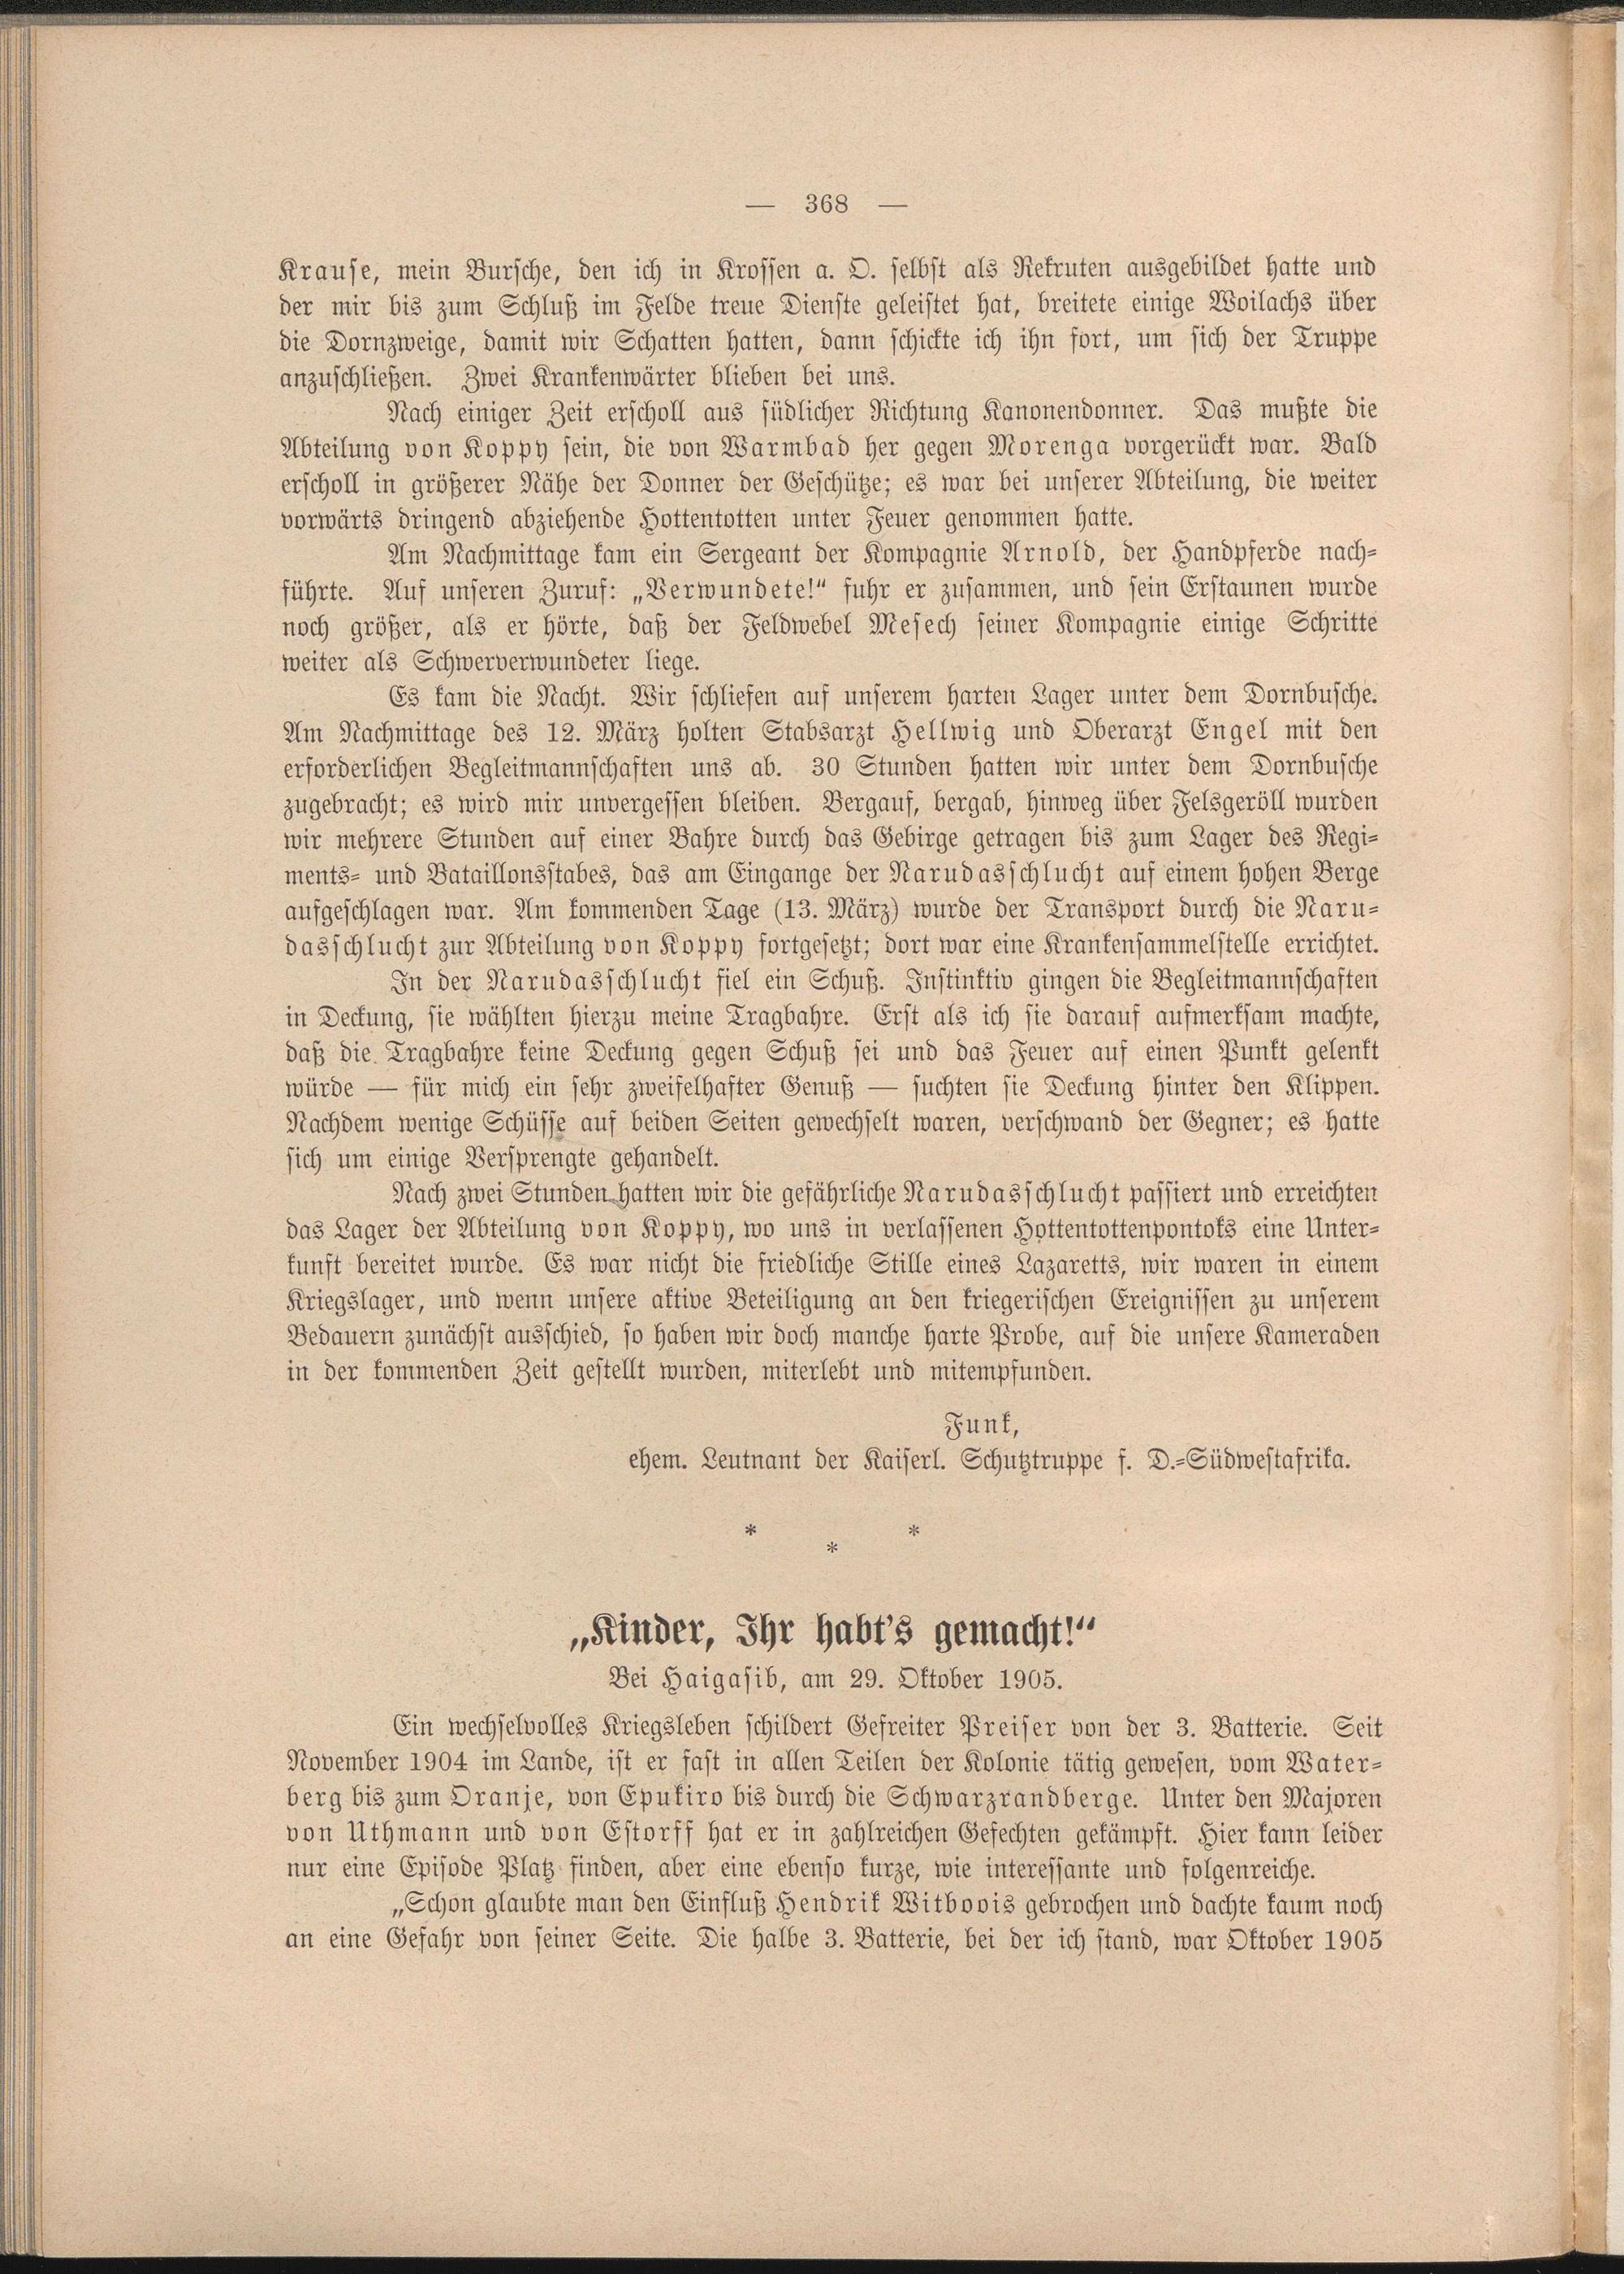 — 368 —
Krause, mein Bursche, den ich in Krossen a. O. selbst als Rekruten ausgebildet hatte und
der mir bis zum Schluß im Felde treue Dienste geleistet hat, breitete einige Woilachs über
die Dornzweige, damit wir Schatten hatten, dann schickte ich ihn fort, um sich der Truppe
anzuschließen. Zwei Krankenwärter blieben bei uns.
Nach einiger Zeit erscholl aus südlicher Richtung Kanonendonner. Das mußte die
Abteilung von Koppy sein, die von Warmbad her gegen Morenga vorgerückt war. Bald
erscholl in größerer Nähe der Donner der Geschütze; es war bei unserer Abteilung, die weiter
vorwärts dringend abziehende Hottentotten unter Feuer genommen hatte.
Am Nachmittage kam ein Sergeant der Kompagnie Arnold, der Handpferde nach-
führte. Auf unseren Zuruf: „Verwundete!“ fuhr er zusammen, und sein Erstaunen wurde
noch größer, als er hörte, daß der Feldwebel Mesech seiner Kompagnie einige Schritte
weiter als Schwerverwundeter liege.
Es kam die Nacht. Wir schliefen auf unserem harten Lager unter dem Dornbusche.
Am Nachmittage des 12. März holten Stabsarzt Hellwig und Oberarzt Engel mit den
erforderlichen Begleitmannschaften uns ab. 30 Stunden hatten wir unter dem Dornbusche
zugebracht; es wird mir unvergessen bleiben. Bergauf, bergab, hinweg über Felsgeröll wurden
wir mehrere Stunden auf einer Bahre durch das Gebirge getragen bis zum Lager des Regi-
ments- und Bataillonsstabes, das am Eingange der Narudasschlucht auf einem hohen Berge
aufgeschlagen war. Am kommenden Tage (13. März) wurde der Transport durch die Naru-
dasschlucht zur Abteilung von Koppy fortgesetzt; dort war eine Krankensammelstelle errichtet.
In der Narudasschlucht fiel ein Schuß. Instinktiv gingen die Begleitmannschaften
in Deckung, sie wählten hierzu meine Tragbahre. Erst als ich sie darauf aufmerksam machte,
daß die Tragbahre keine Deckung gegen Schuß sei und das Feuer auf einen Punkt gelenkt
würde — für mich ein sehr zweifelhafter Genuß — suchten sie Deckung hinter den Klippen.
Nachdem wenige Schüsse auf beiden Seiten gewechselt waren, verschwand der Gegner; es hatte
sich um einige Versprengte gehandelt.
Nach zwei Stunden hatten wir die gefährliche Narudasschlucht passiert und erreichten
das Lager der Abteilung von Koppy, wo uns in verlassenen Hottentottenpontoks eine Unter-
kunft bereitet wurde. Es war nicht die friedliche Stille eines Lazaretts, wir waren in einem
Kriegslager, und wenn unsere aktive Beteiligung an den kriegerischen Ereignissen zu unserem
Bedauern zunächst ausschied, so haben wir doch manche harte Probe, auf die unsere Kameraden
in der kommenden Zeit gestellt wurden, miterlebt und mitempfunden.
Funk,
ehem. Leutnant der Kaiserl. Schutztruppe f. D.-Südwestafrika.
* * *
„Kinder, Ihr habt's gemacht!“
Bei Haigasib, am 29. Oktober 1905.
Ein wechselvolles Kriegsleben schildert Gefreiter Preiser von der 3. Batterie. Seit
November 1904 im Lande, ist er fast in allen Teilen der Kolonie tätig gewesen, vom Water-
berg bis zum Oranje, von Epukiro bis durch die Schwarzrandberge. Unter den Majoren
von Uthmann und von Estorff hat er in zahlreichen Gefechten gekämpft. Hier kann leider
nur eine Episode Platz finden, aber eine ebenso kurze, wie interessante und folgenreiche.
„Schon glaubte man den Einfluß Hendrik Witboois gebrochen und dachte kaum noch
an eine Gefahr von seiner Seite. Die halbe 3. Batterie, bei der ich stand, war Oktober 1905